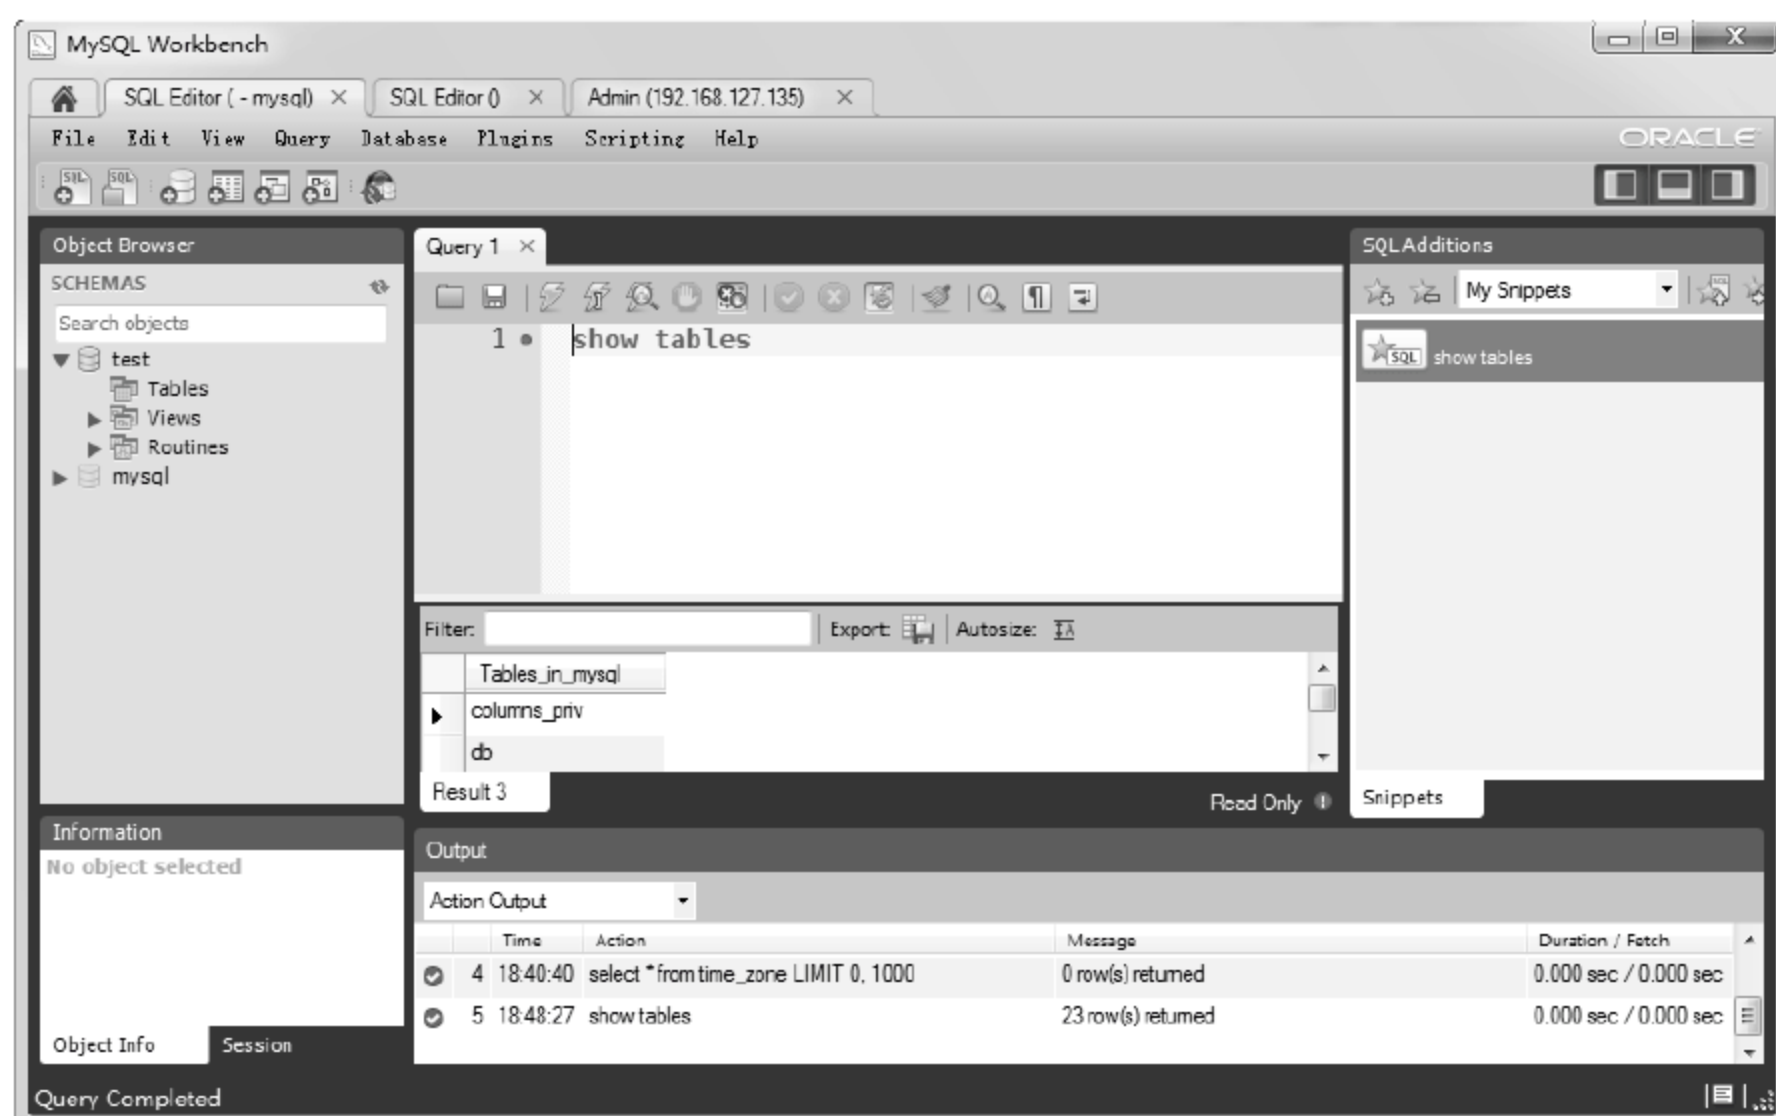 MySQL Workbench
SQL Editor ( - mysql) SQL Editor () Admin (192.168.127.135)
File Edit View Query Database Plugins Scripting Help ORACLE
Object Browser
SCHEMAS
Search objects
test
Tables
Views
Routines
mysql
Query 1
1 show tables
SQL Additions
My Snippets
SQL show tables
Filter: Export: Autosize:
Tables_in_mysql
columns_priv
db
Result 3
Read Only
Snippets
Information
No object selected
Object Info Session
Output
Action Output
Time Action Message Duration / Fetch
4 18:40:40 select * from time_zone LIMIT 0, 1000 0 row(s) returned 0.000 sec / 0.000 sec
5 18:48:27 show tables 23 row(s) returned 0.000 sec / 0.000 sec
Query Completed